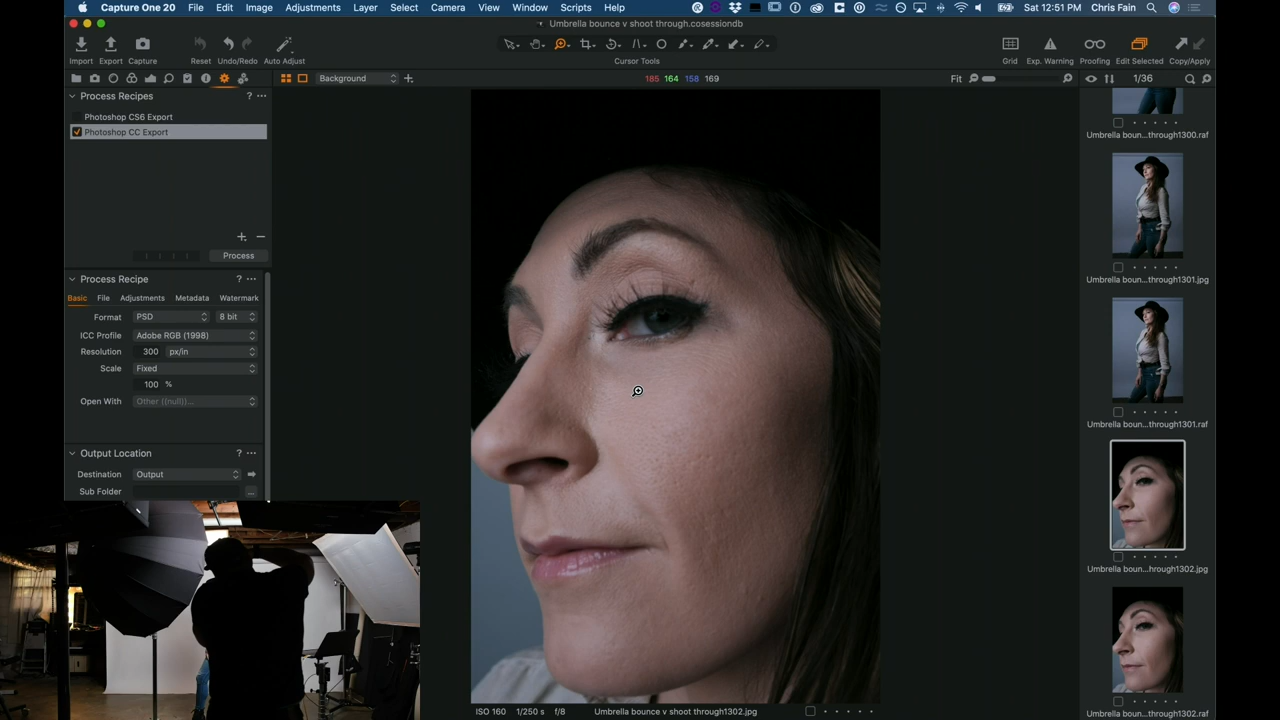 Capture One 20 File Edit Image Adjustments Layer Select Camera View Window Scripts Help Sat 12:51 PM Chris Fain
Umbrella bounce v shoot through.cosessiondb
Import Export Capture Reset Undo/Redo Auto Adjust Cursor Tools Grid Exp. Warning Proofing Edit Selected Copy/Apply
Background 185 164 158 169 Fit 1/36
Process Recipes ? ...
Photoshop CS6 Export
Photoshop CC Export
Process
Process Recipe ? ...
Basic File Adjustments Metadata Watermark
Format PSD 8 bit
ICC Profile Adobe RGB (1998)
Resolution 300 px/in
Scale Fixed
100 %
Open With Other ((null))...
Output Location ? ...
Destination Output
Sub Folder ...
Umbrella boun...through1300.raf
Umbrella boun...through1301.jpg
Umbrella boun...through1301.raf
Umbrella boun...hrough1302.jpg
Umbrella boun...through1302.raf
ISO 160 1/250 s f/8 Umbrella bounce v shoot through1302.jpg